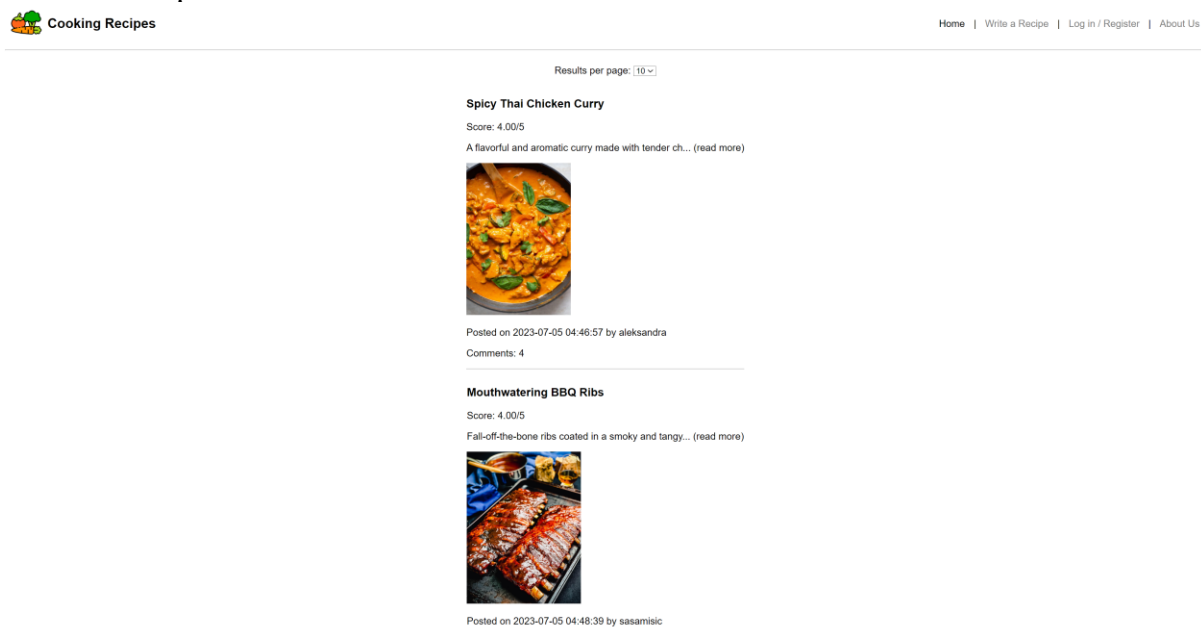 Cooking Recipes
Home | Write a Recipe | Log in / Register | About Us
Results per page: 10
Spicy Thai Chicken Curry
Score: 4.00/5
A flavorful and aromatic curry made with tender ch... (read more)
Posted on 2023-07-05 04:46:57 by aleksandra
Comments: 4
Mouthwatering BBQ Ribs
Score: 4.00/5
Fall-off-the-bone ribs coated in a smoky and tangy... (read more)
Posted on 2023-07-05 04:48:39 by sasamisic